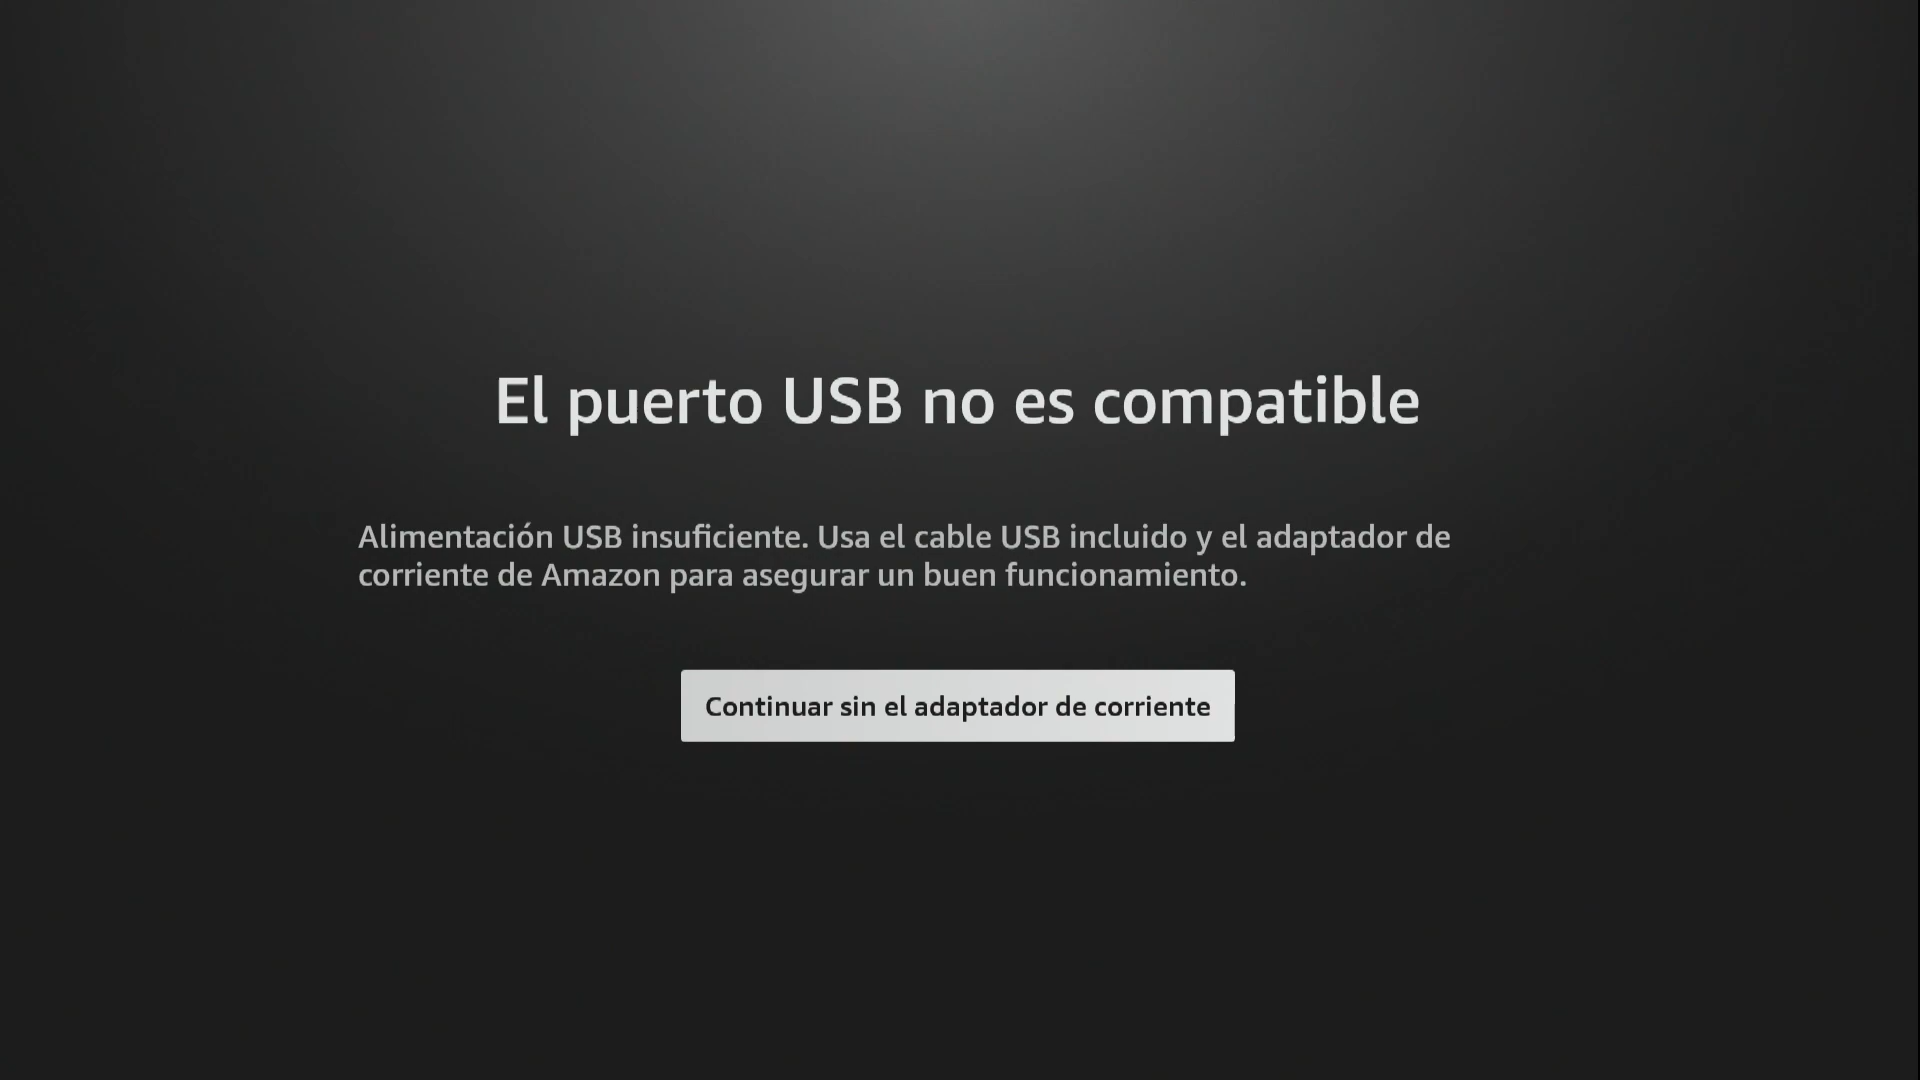 El puerto USB no es compatible
Alimentación USB insuficiente. Usa el cable USB incluido y el adaptador de
corriente de Amazon para asegurar un buen funcionamiento.
Continuar sin el adaptador de corriente